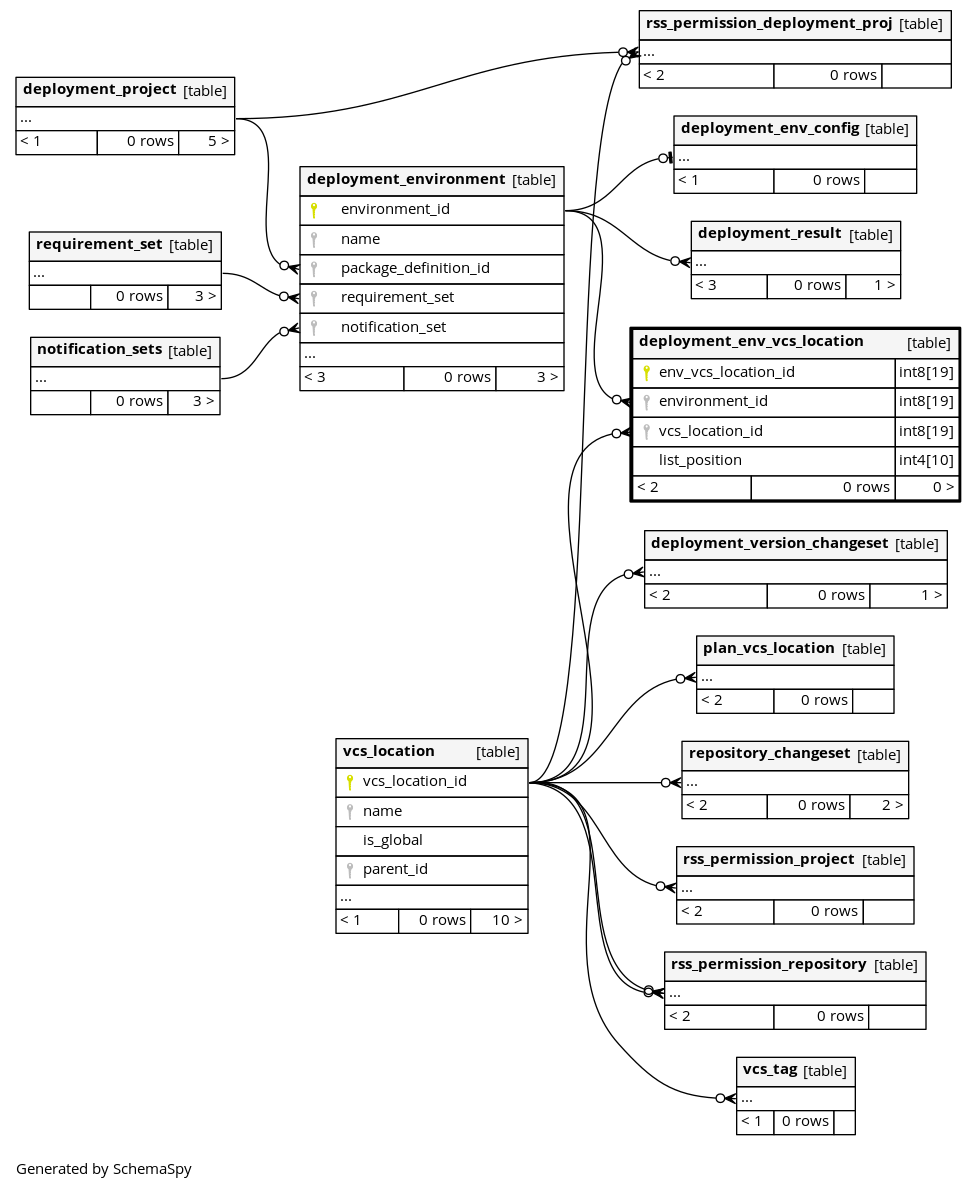 rss_permission_deployment_proj [table]
...
< 2 0 rows
deployment_project [table]
...
< 1 0 rows 5 >
deployment_env_config [table]
...
< 1 0 rows
deployment_environment [table]
environment_id
name
package_definition_id
requirement_set
notification_set
...
< 3 0 rows 3 >
requirement_set [table]
...
0 rows 3 >
notification_sets [table]
...
0 rows 3 >
deployment_result [table]
...
< 3 0 rows 1 >
deployment_env_vcs_location [table]
env_vcs_location_id int8[19]
environment_id int8[19]
vcs_location_id int8[19]
list_position int4[10]
< 2 0 rows 0 >
deployment_version_changeset [table]
...
< 2 0 rows 1 >
plan_vcs_location [table]
...
< 2 0 rows
vcs_location [table]
vcs_location_id
name
is_global
parent_id
...
< 1 0 rows 10 >
repository_changeset [table]
...
< 2 0 rows 2 >
rss_permission_project [table]
...
< 2 0 rows
rss_permission_repository [table]
...
< 2 0 rows
vcs_tag [table]
...
< 1 0 rows
Generated by SchemaSpy